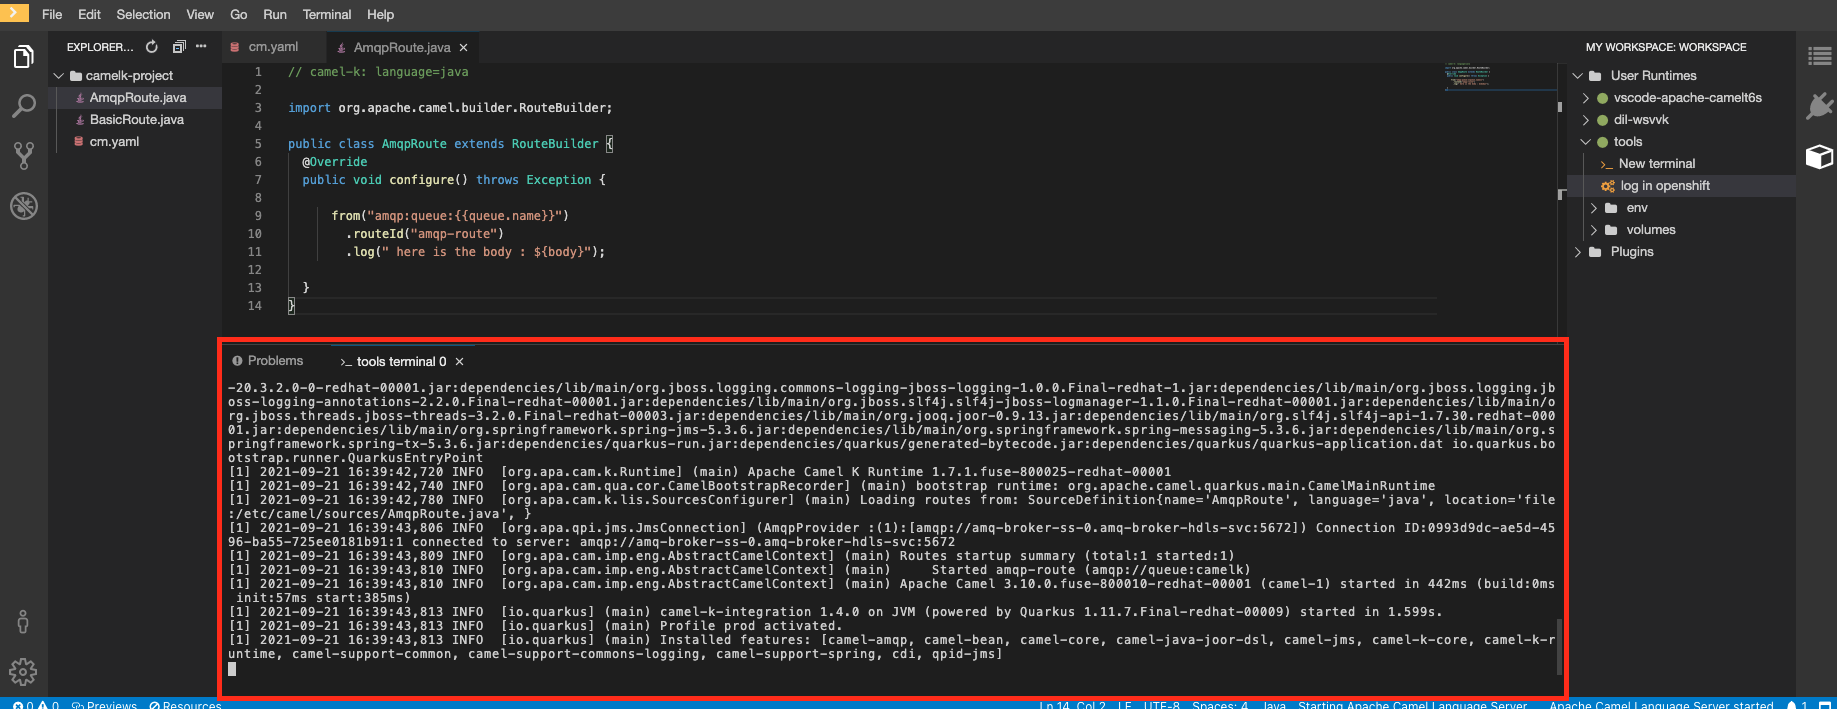 File Edit Selection View Go Run Terminal Help
EXPLORER...
camelk-project
AmqpRoute.java
BasicRoute.java
cm.yaml
cm.yaml AmqpRoute.java
1 // camel-k: language=java
2
3 import org.apache.camel.builder.RouteBuilder;
4
5 public class AmqpRoute extends RouteBuilder {
6 @Override
7 public void configure() throws Exception {
8
9 from("amqp:queue:{{queue.name}}")
10 .routeId("amqp-route")
11 .log(" here is the body : ${body}");
12
13 }
14 }
MY WORKSPACE: WORKSPACE
User Runtimes
vscode-apache-camelt6s
dil-wsvvk
tools
>_ New terminal
log in openshift
env
volumes
Plugins
Problems >_ tools terminal 0
-20.3.2.0-0-redhat-00001.jar:dependencies/lib/main/org.jboss.logging.commons-logging-jboss-logging-1.0.0.Final-redhat-1.jar:dependencies/lib/main/org.jboss.logging.jb
oss-logging-annotations-2.2.0.Final-redhat-00001.jar:dependencies/lib/main/org.jboss.slf4j.slf4j-jboss-logmanager-1.1.0.Final-redhat-00001.jar:dependencies/lib/main/o
rg.jboss.threads.jboss-threads-3.2.0.Final-redhat-00003.jar:dependencies/lib/main/org.jooq.joor-0.9.13.jar:dependencies/lib/main/org.slf4j.slf4j-api-1.7.30.redhat-000
01.jar:dependencies/lib/main/org.springframework.spring-jms-5.3.6.jar:dependencies/lib/main/org.springframework.spring-messaging-5.3.6.jar:dependencies/lib/main/org.s
pringframework.spring-tx-5.3.6.jar:dependencies/quarkus-run.jar:dependencies/quarkus/generated-bytecode.jar:dependencies/quarkus/quarkus-application.dat io.quarkus.bo
otstrap.runner.QuarkusEntryPoint
[1] 2021-09-21 16:39:42,720 INFO [org.apa.cam.k.Runtime] (main) Apache Camel K Runtime 1.7.1.fuse-800025-redhat-00001
[1] 2021-09-21 16:39:42,740 INFO [org.apa.cam.qua.cor.CamelBootstrapRecorder] (main) bootstrap runtime: org.apache.camel.quarkus.main.CamelMainRuntime
[1] 2021-09-21 16:39:42,780 INFO [org.apa.cam.k.lis.SourcesConfigurer] (main) Loading routes from: SourceDefinition{name='AmqpRoute', language='java', location='file
:/etc/camel/sources/AmqpRoute.java', }
[1] 2021-09-21 16:39:43,806 INFO [org.apa.qpi.jms.JmsConnection] (AmqpProvider :(1):[amqp://amq-broker-ss-0.amq-broker-hdls-svc:5672]) Connection ID:0993d9dc-ae5d-45
96-ba55-725ee0181b91:1 connected to server: amqp://amq-broker-ss-0.amq-broker-hdls-svc:5672
[1] 2021-09-21 16:39:43,809 INFO [org.apa.cam.imp.eng.AbstractCamelContext] (main) Routes startup summary (total:1 started:1)
[1] 2021-09-21 16:39:43,810 INFO [org.apa.cam.imp.eng.AbstractCamelContext] (main) Started amqp-route (amqp://queue:camelk)
[1] 2021-09-21 16:39:43,810 INFO [org.apa.cam.imp.eng.AbstractCamelContext] (main) Apache Camel 3.10.0.fuse-800010-redhat-00001 (camel-1) started in 442ms (build:0ms
init:57ms start:385ms)
[1] 2021-09-21 16:39:43,813 INFO [io.quarkus] (main) camel-k-integration 1.4.0 on JVM (powered by Quarkus 1.11.7.Final-redhat-00009) started in 1.599s.
[1] 2021-09-21 16:39:43,813 INFO [io.quarkus] (main) Profile prod activated.
[1] 2021-09-21 16:39:43,813 INFO [io.quarkus] (main) Installed features: [camel-amqp, camel-bean, camel-core, camel-java-joor-dsl, camel-jms, camel-k-core, camel-k-r
untime, camel-support-common, camel-support-commons-logging, camel-support-spring, cdi, qpid-jms]
0 0 Previews Resources Ln 14, Col 2 LF UTF-8 Spaces: 4 Java Starting Apache Camel Language Server Apache Camel Language Server started 1